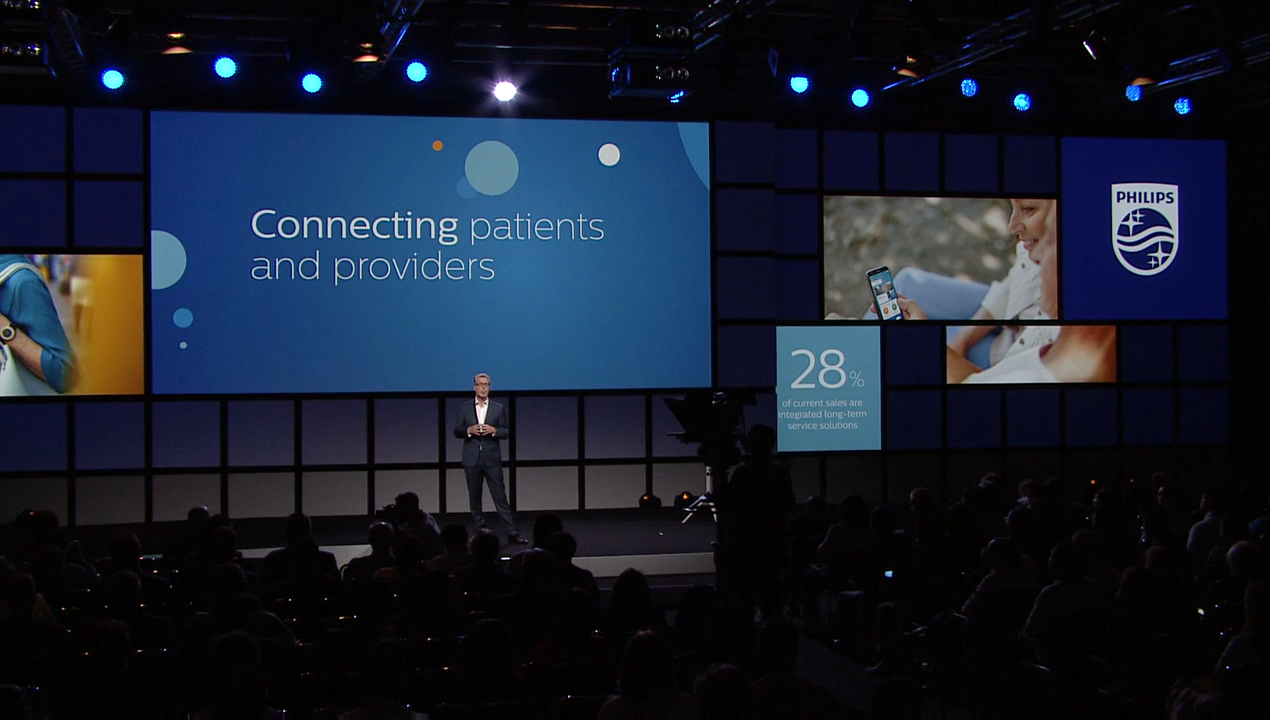 Connecting patients
and providers
PHILIPS
28%
of current sales are
integrated long-term
service solutions